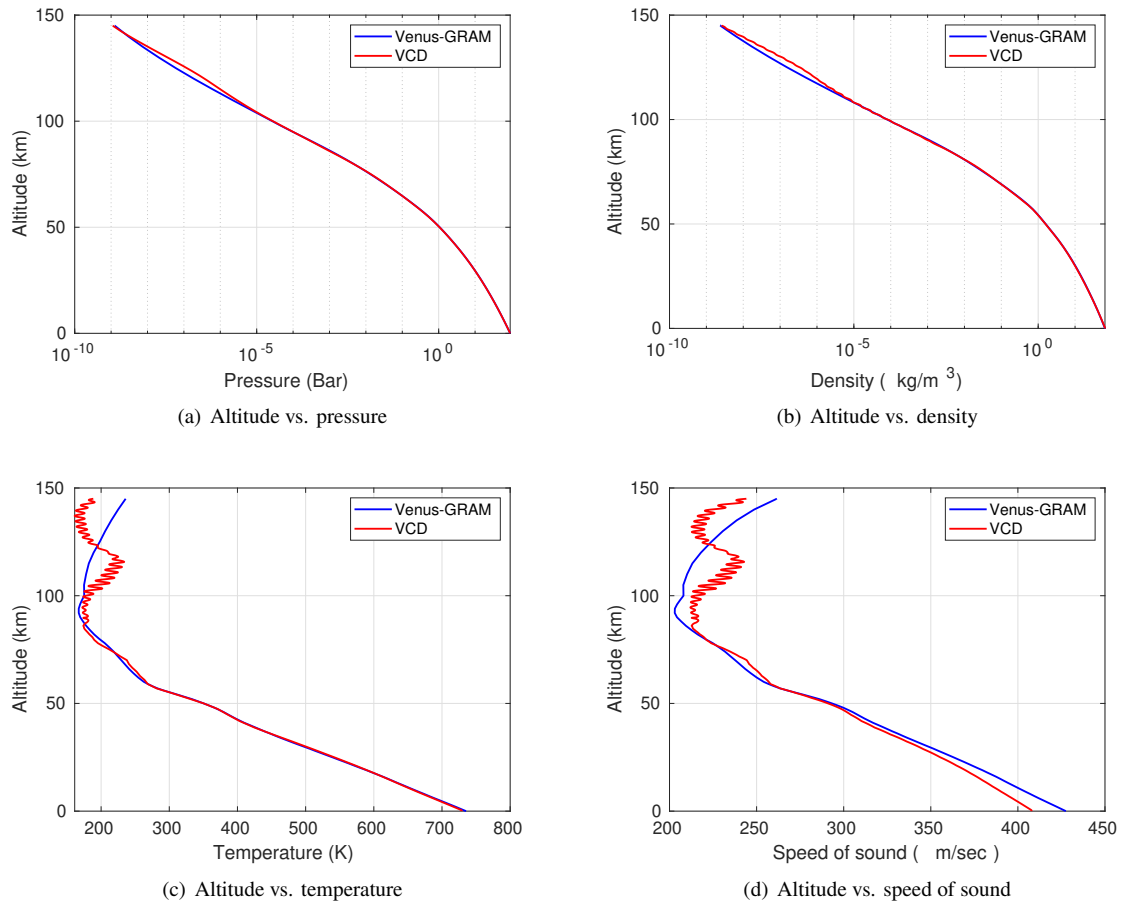 150
Venus-GRAM
VCD
100
Altitude (km)
50
0
10^-10
10^-5
10^0
Pressure (Bar)
(a) Altitude vs. pressure
150
Venus-GRAM
VCD
100
Altitude (km)
50
0
10^-10
10^-5
10^0
Density ( kg/m ^3)
(b) Altitude vs. density
150
Venus-GRAM
VCD
100
Altitude (km)
50
0
200 300 400 500 600 700 800
Temperature (K)
(c) Altitude vs. temperature
150
Venus-GRAM
VCD
100
Altitude (km)
50
0
200 250 300 350 400 450
Speed of sound ( m/sec )
(d) Altitude vs. speed of sound